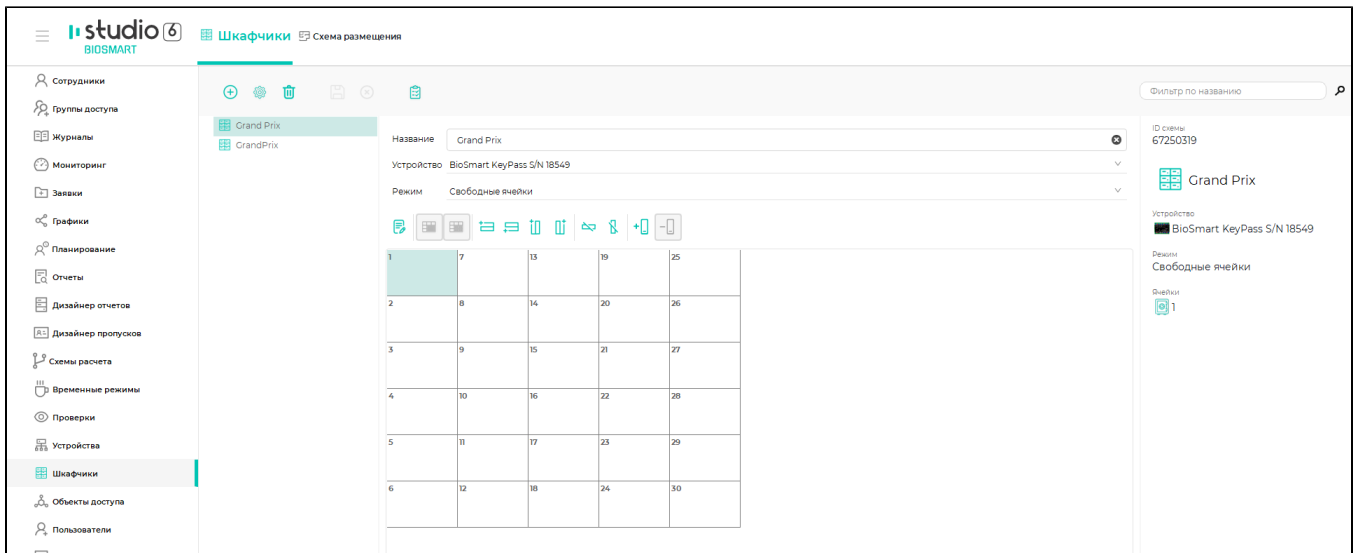 studio 6
BIOSMART
Шкафчики
Схема размещения
Сотрудники
Группы доступа
Журналы
Мониторинг
Заявки
Графики
Планирование
Отчеты
Дизайнер отчетов
Дизайнер пропусков
Схемы расчета
Временные режимы
Проверки
Устройства
Шкафчики
Объекты доступа
Пользователи
Фильтр по названию
Grand Prix
GrandPrix
Название Grand Prix
Устройство BioSmart KeyPass S/N 18549
Режим Свободные ячейки
1 7 13 19 25
2 8 14 20 26
3 9 15 21 27
4 10 16 22 28
5 11 17 23 29
6 12 18 24 30
ID схемы
67250319
Grand Prix
Устройство
BioSmart KeyPass S/N 18549
Режим
Свободные ячейки
Ячейки
1